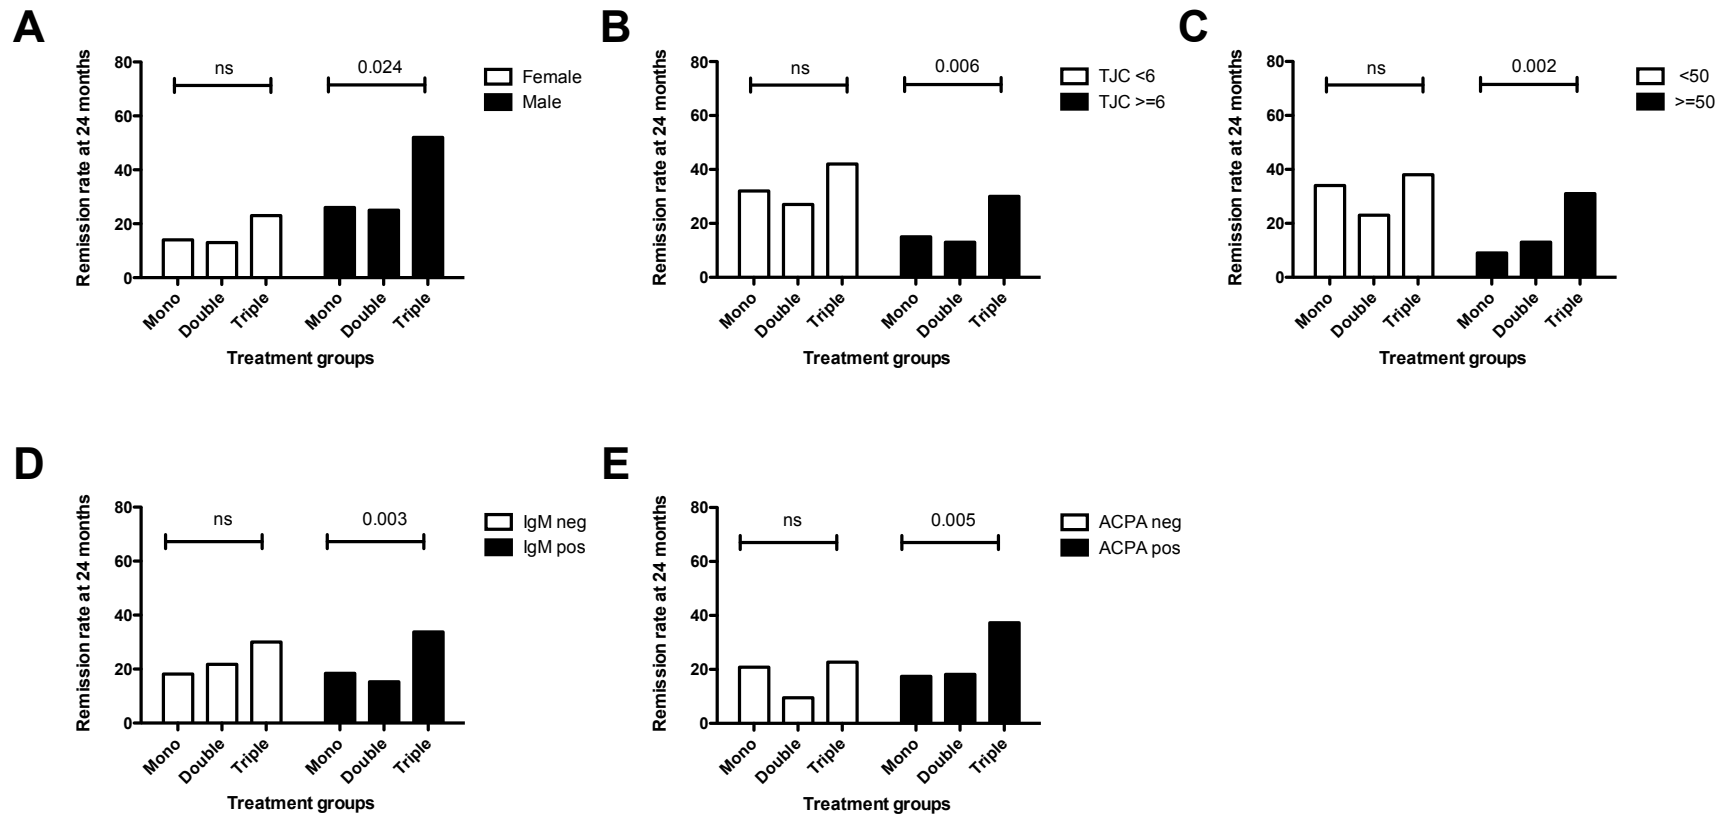 A
Remission rate at 24 months
80
60
40
20
0
ns
0.024
Female
Male
Mono
Double
Triple
Mono
Double
Triple
Treatment groups
B
Remission rate at 24 months
80
60
40
20
0
ns
0.006
TJC <6
TJC >=6
Mono
Double
Triple
Mono
Double
Triple
Treatment groups
C
Remission rate at 24 months
80
60
40
20
0
ns
0.002
<50
>=50
Mono
Double
Triple
Mono
Double
Triple
Treatment groups
D
Remission rate at 24 months
80
60
40
20
0
ns
0.003
IgM neg
IgM pos
Mono
Double
Triple
Mono
Double
Triple
Treatment groups
E
Remission rate at 24 months
80
60
40
20
0
ns
0.005
ACPA neg
ACPA pos
Mono
Double
Triple
Mono
Double
Triple
Treatment groups